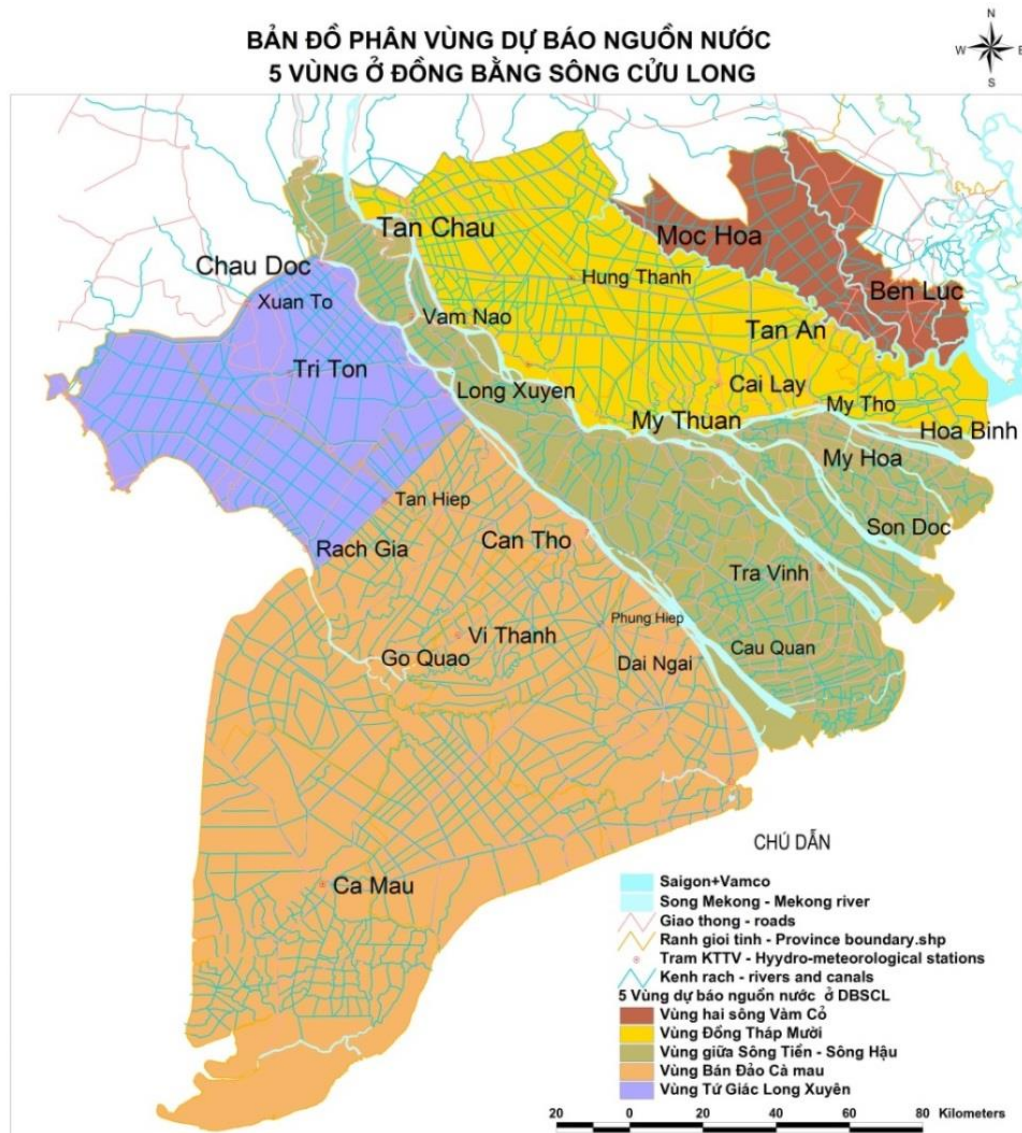 BẢN ĐỒ PHÂN VÙNG DỰ BÁO NGUỒN NƯỚC
5 VÙNG Ở ĐỒNG BẰNG SÔNG CỬU LONG
N
W
E
S
Tan Chau
Moc Hoa
Chau Doc
Hung Thanh
Ben Luc
Xuan To
Vam Nao
Tan An
Tri Ton
Long Xuyen
Cai Lay
My Tho
My Thuan
Hoa Binh
My Hoa
Tan Hiep
Son Doc
Can Tho
Rach Gia
Tra Vinh
Phung Hiep
Vi Thanh
Cau Quan
Go Quao
Dai Ngai
Ca Mau
CHÚ DẪN
Saigon+Vamco
Song Mekong - Mekong river
Giao thong - roads
Ranh gioi tinh - Province boundary.shp
Tram KTTV - Hyydro-meteorological stations
Kenh rach - rivers and canals
5 Vùng dự báo nguồn nước ở DBSCL
Vùng hai sông Vàm Cỏ
Vùng Đồng Tháp Mười
Vùng giữa Sông Tiền - Sông Hậu
Vùng Bán Đảo Cà mau
Vùng Tứ Giác Long Xuyên
20 0 20 40 60 80 Kilometers